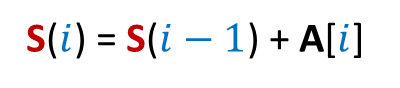 S(i) = S(i − 1) + A[i]